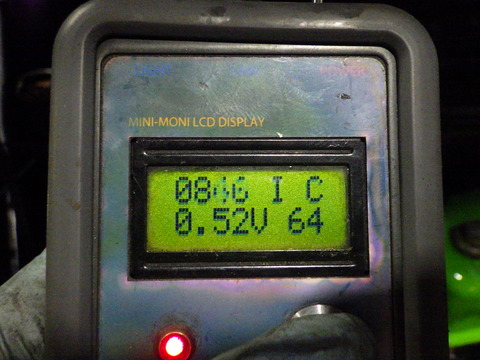 MINI-MONI LCD DISPLAY
0846 I C
0.52V 64